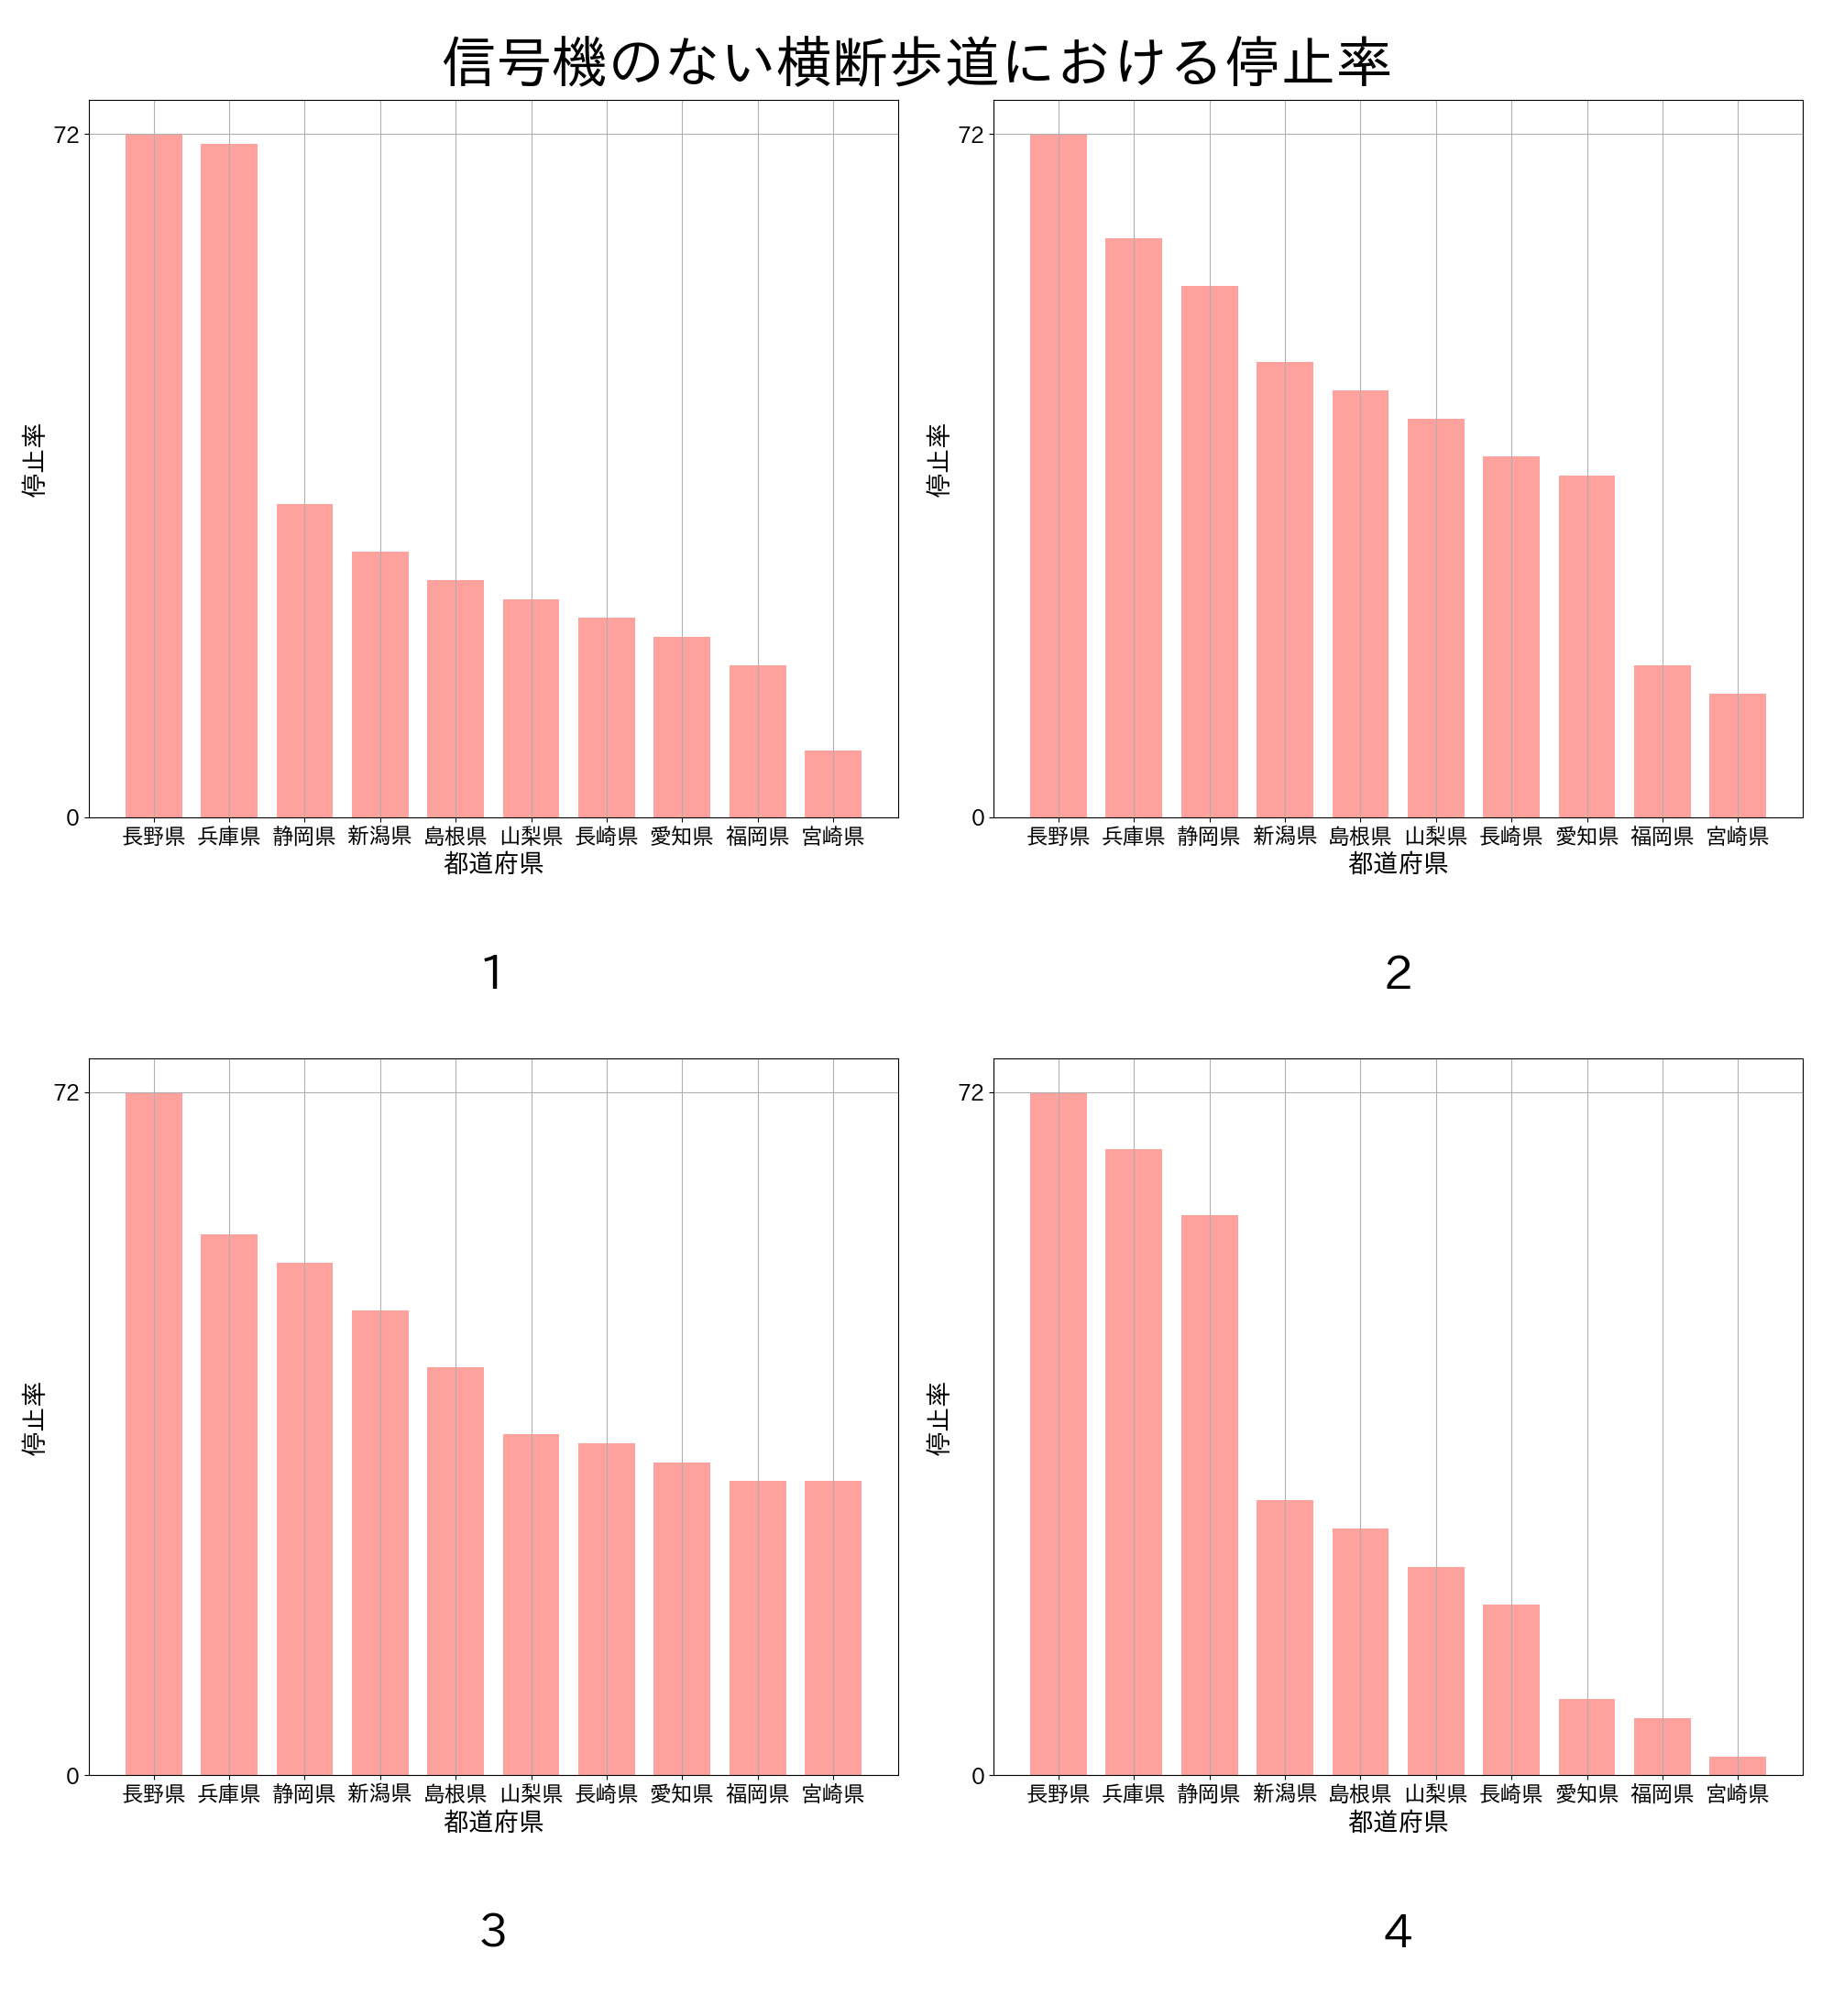 信号機のない横断歩道における停止率
72
0
停止率
長野県 兵庫県 静岡県 新潟県 島根県 山梨県 長崎県 愛知県 福岡県 宮崎県
都道府県
1
72
0
停止率
長野県 兵庫県 静岡県 新潟県 島根県 山梨県 長崎県 愛知県 福岡県 宮崎県
都道府県
2
72
0
停止率
長野県 兵庫県 静岡県 新潟県 島根県 山梨県 長崎県 愛知県 福岡県 宮崎県
都道府県
3
72
0
停止率
長野県 兵庫県 静岡県 新潟県 島根県 山梨県 長崎県 愛知県 福岡県 宮崎県
都道府県
4